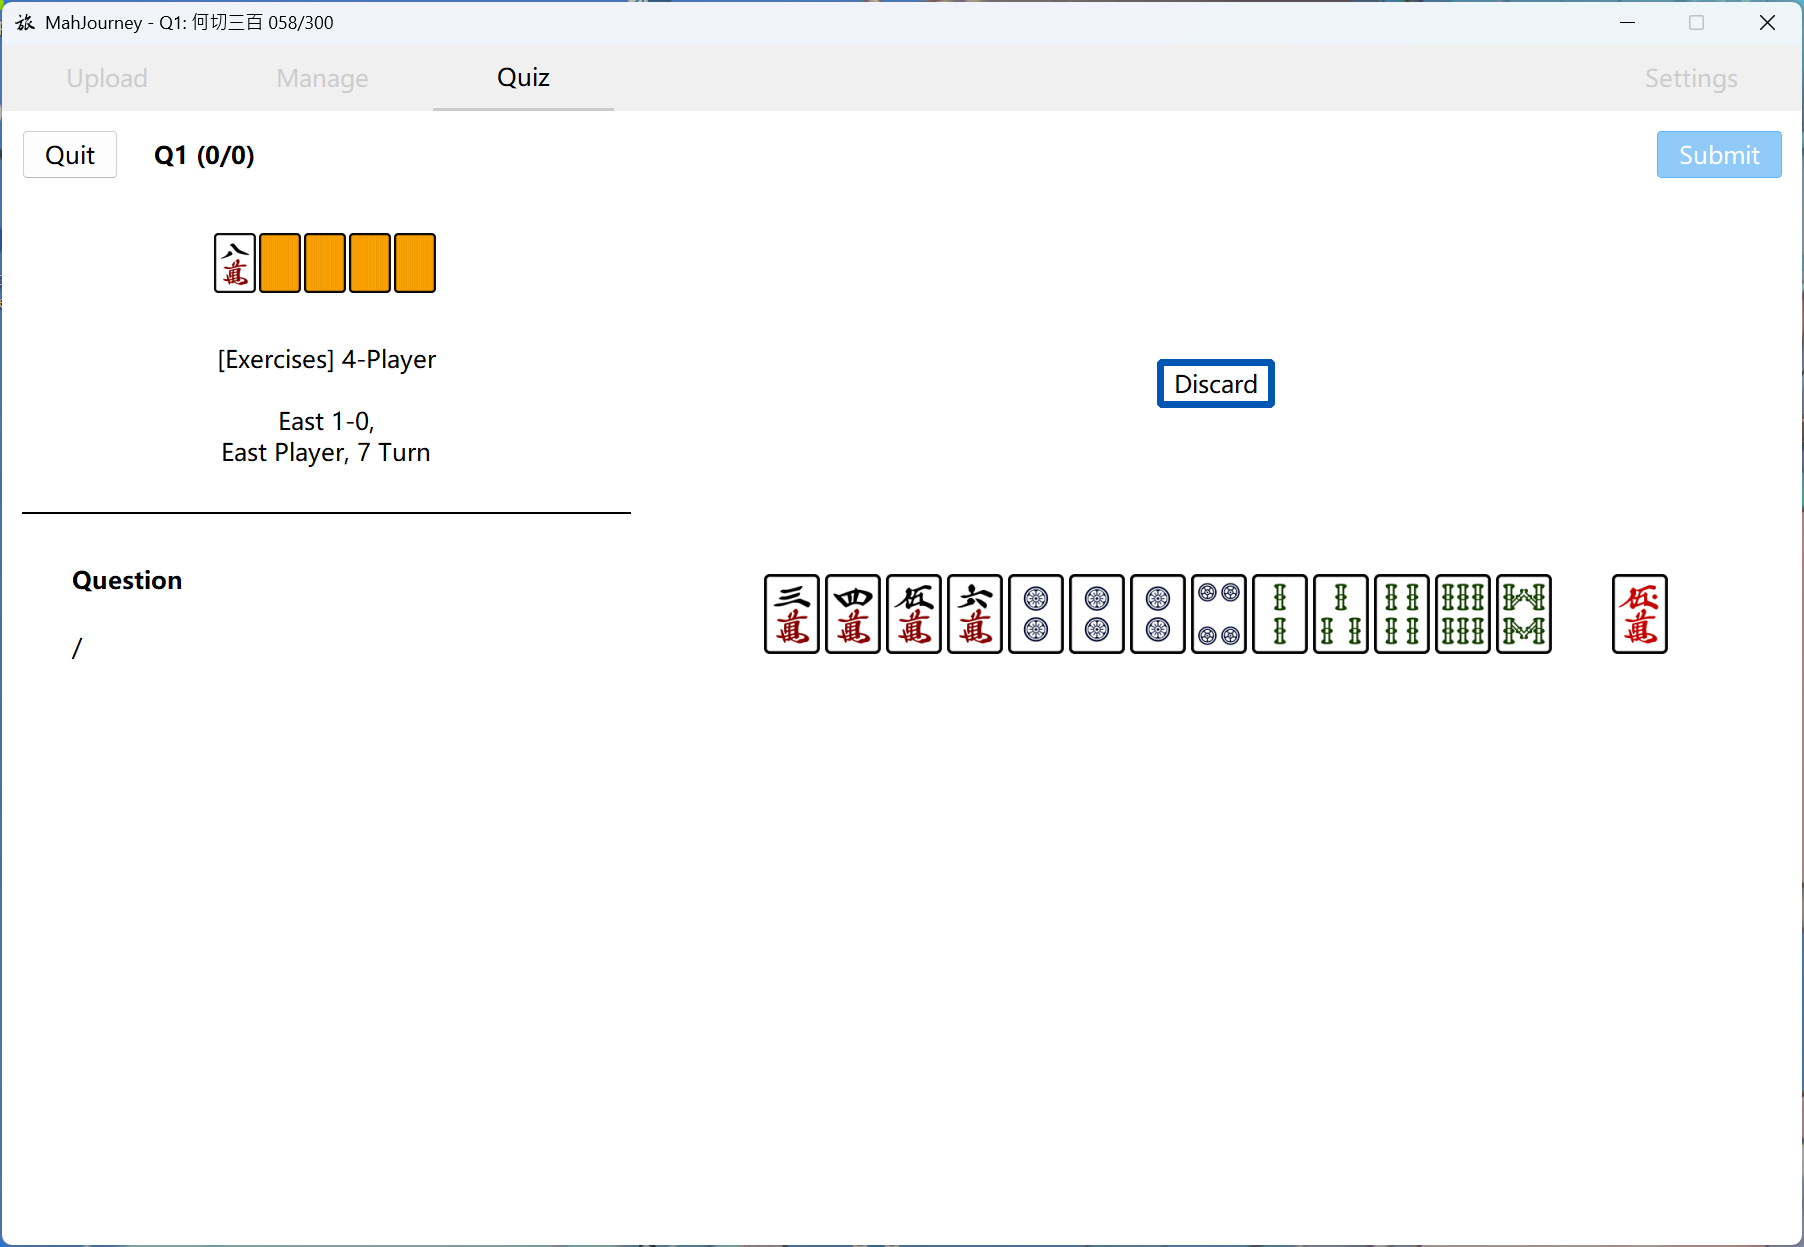 旅 MahJourney - Q1: 何切三百 058/300
Upload Manage Quiz Settings
Quit Q1 (0/0) Submit
八萬
[Exercises] 4-Player
Discard
East 1-0,
East Player, 7 Turn
Question
三萬 四萬 伍萬 六萬 伍萬
/